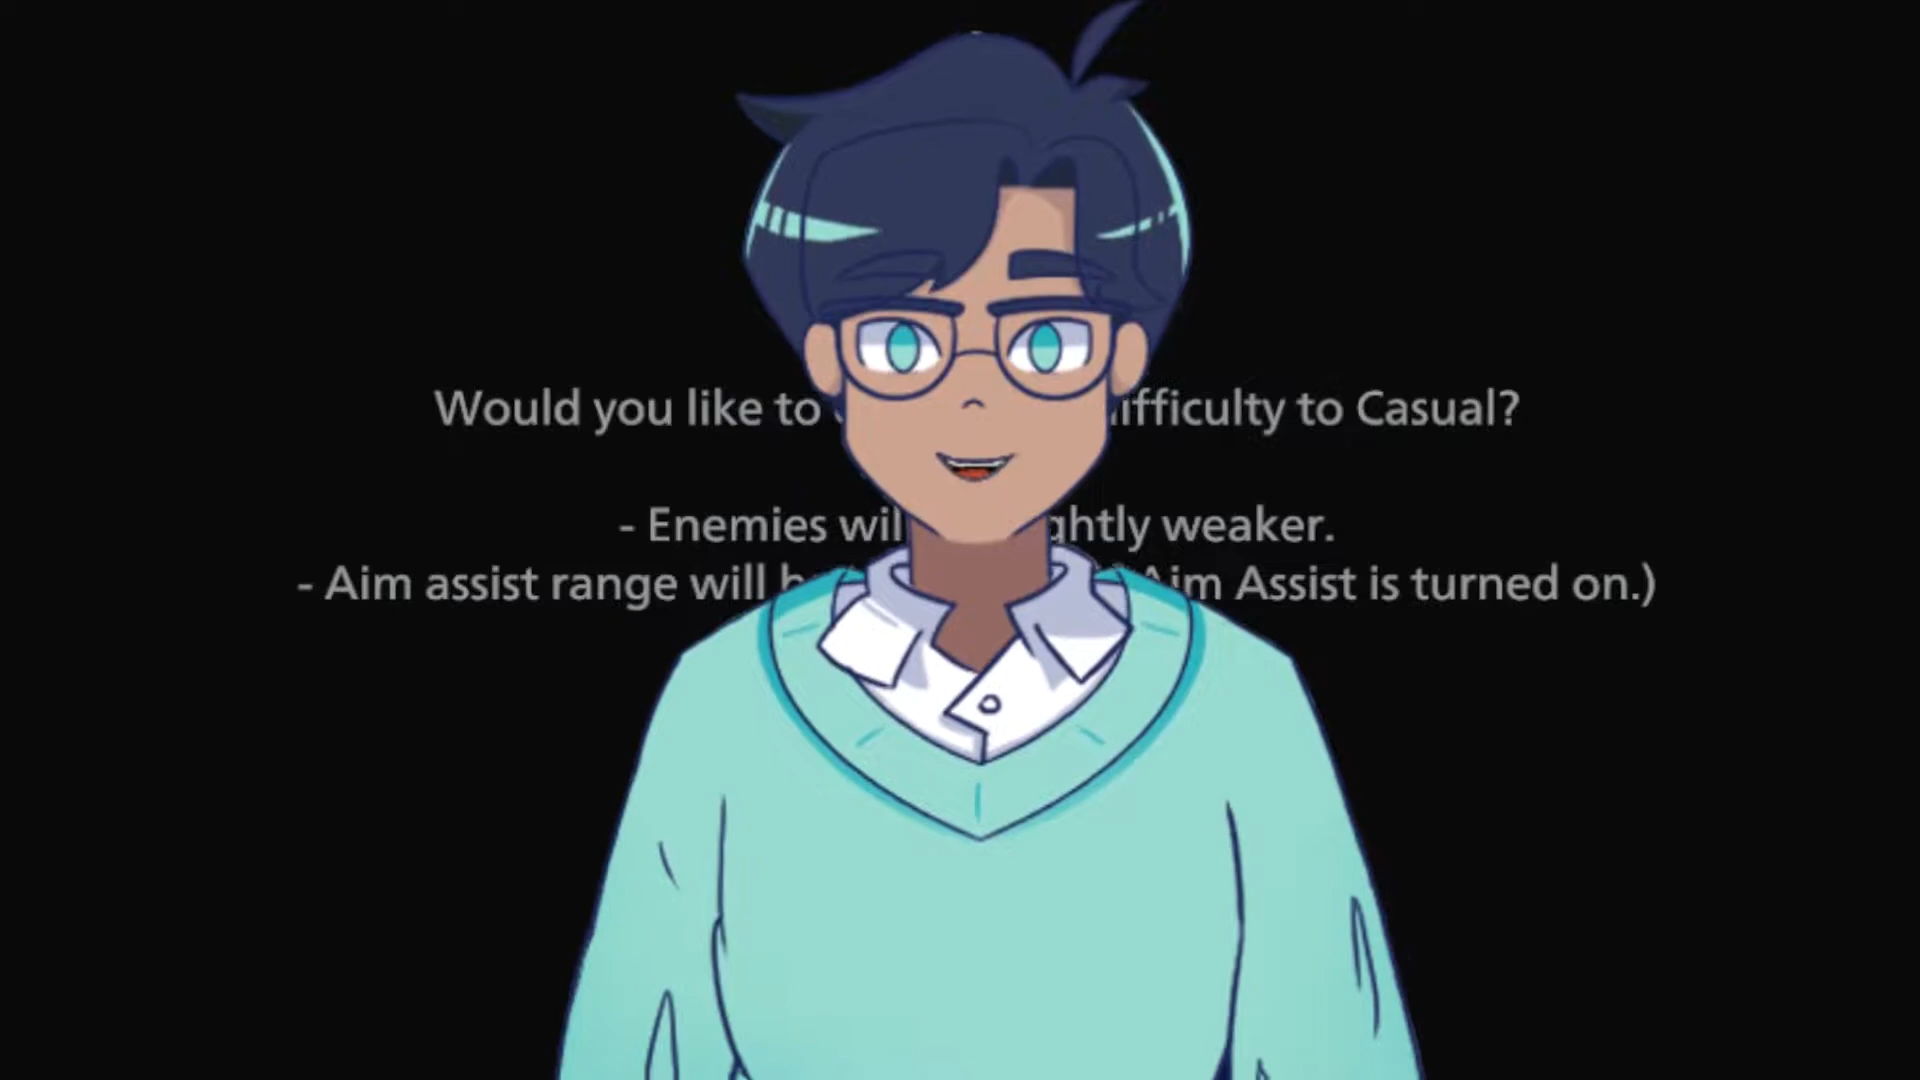 Would you like to ifficulty to Casual?
- Enemies wil ghtly weaker.
- Aim assist range will Aim Assist is turned on.)